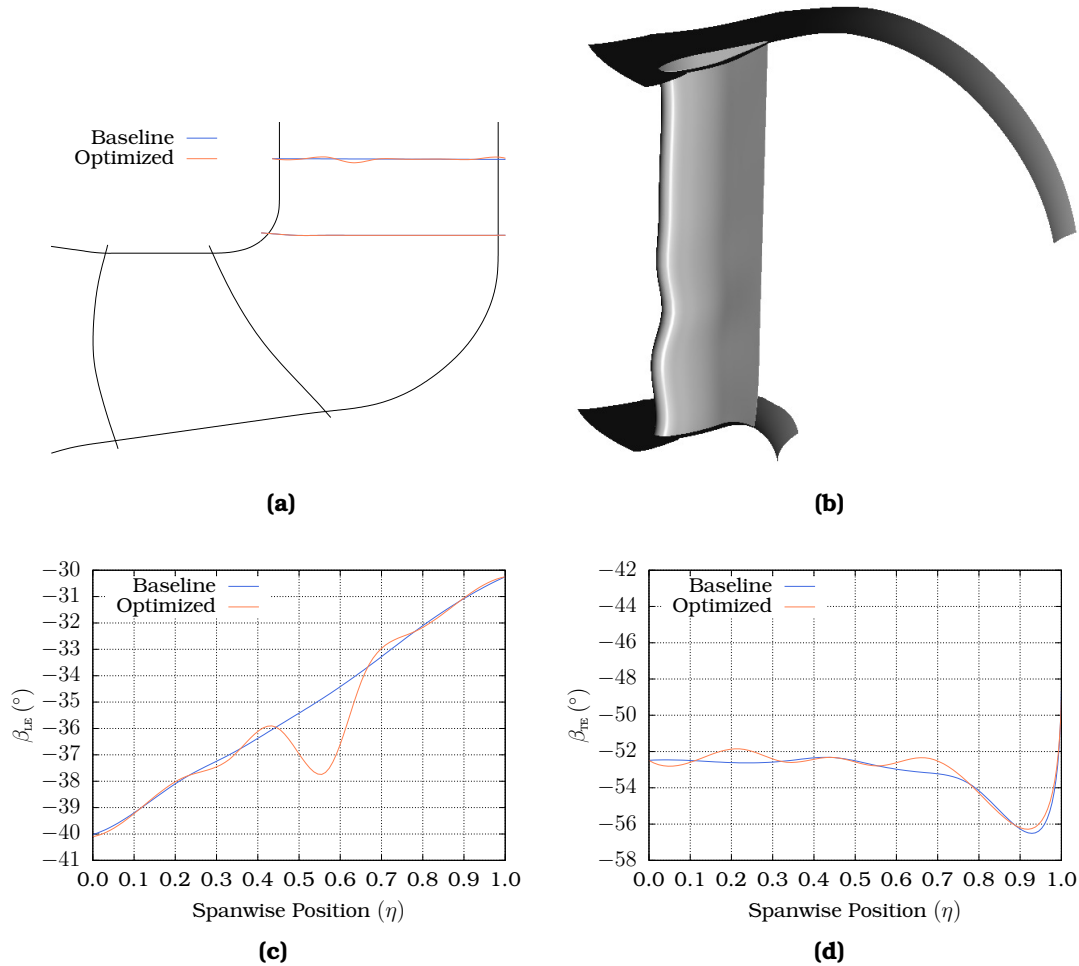 Baseline
Optimized
(a)
(b)
−30
−31
−32
−33
−34
−35
−36
−37
−38
−39
−40
−41
β_LE (°)
Baseline
Optimized
0.0 0.1 0.2 0.3 0.4 0.5 0.6 0.7 0.8 0.9 1.0
Spanwise Position (η)
(c)
−42
−44
−46
−48
−50
−52
−54
−56
−58
β_TE (°)
Baseline
Optimized
0.0 0.1 0.2 0.3 0.4 0.5 0.6 0.7 0.8 0.9 1.0
Spanwise Position (η)
(d)